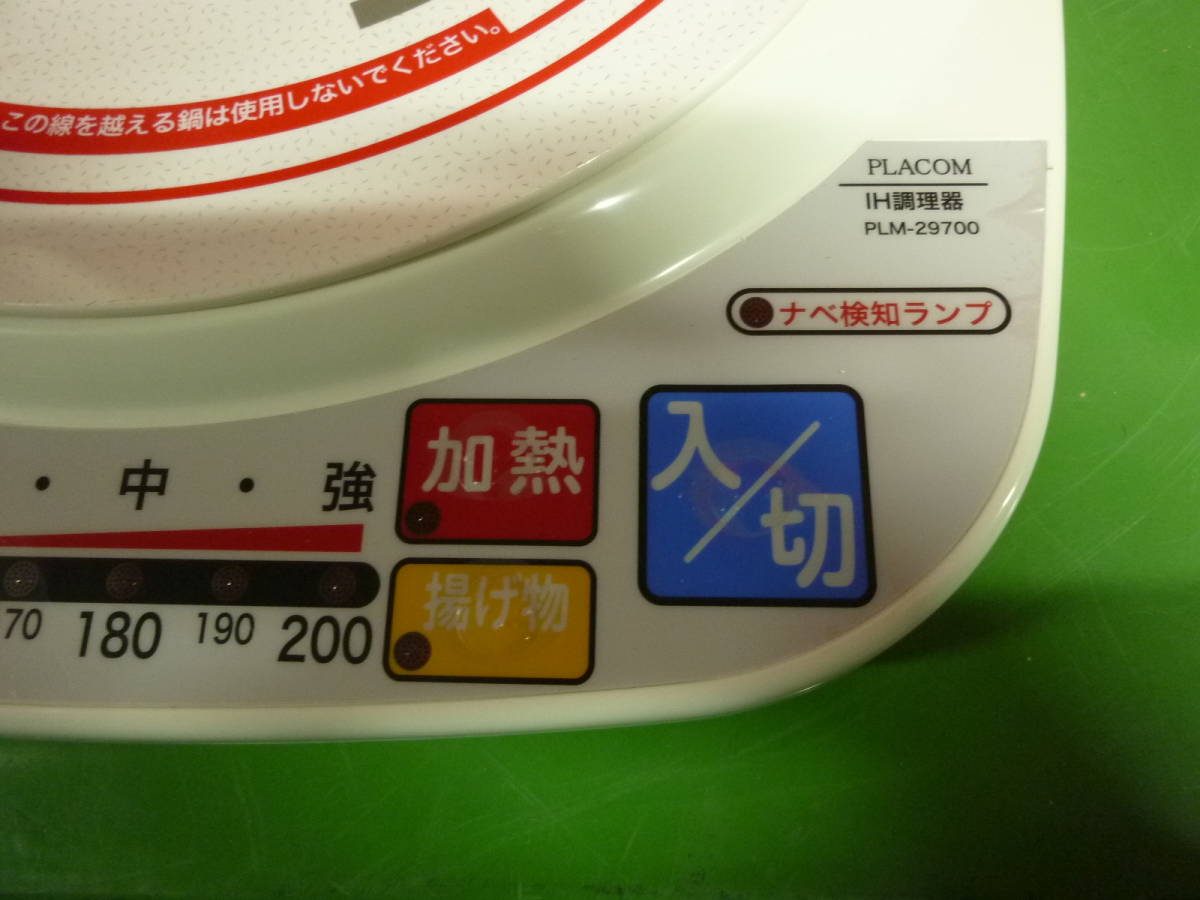 この線を越える鍋は使用しないでください。
PLACOM
IH調理器
PLM-29700
ナベ検知ランプ
入/切
加熱
・ 中 ・ 強
揚げ物
70 180 190 200